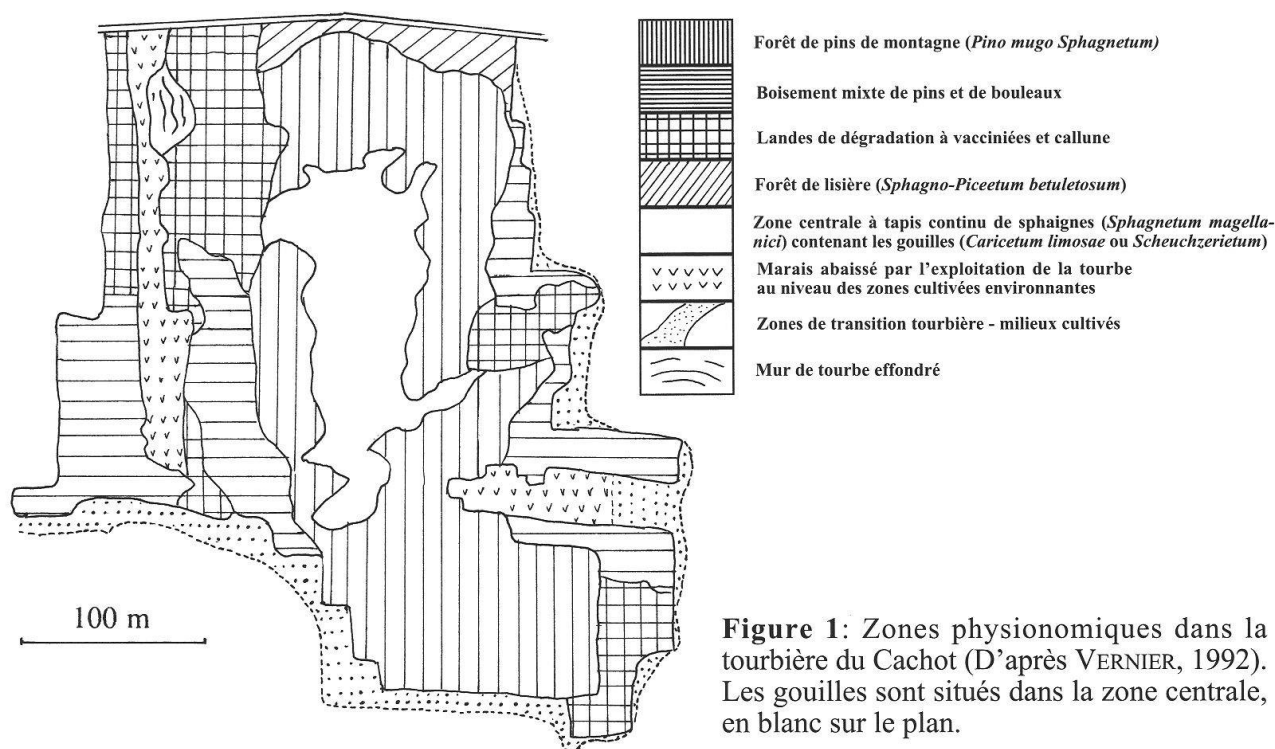 Forêt de pins de montagne (Pino mugo Sphagnetum)
Boisement mixte de pins et de bouleaux
Landes de dégradation à vacciniées et callune
Forêt de lisière (Sphagno-Piceetum betuletosum)
Zone centrale à tapis continu de sphaignes (Sphagnetum magella-
nici) contenant les gouilles (Caricetum limosae ou Scheuchzerietum)
Marais abaissé par l'exploitation de la tourbe
au niveau des zones cultivées environnantes
Zones de transition tourbière - milieux cultivés
Mur de tourbe effondré
100 m
Figure 1: Zones physionomiques dans la
tourbière du Cachot (D'après VERNIER, 1992).
Les gouilles sont situés dans la zone centrale,
en blanc sur le plan.